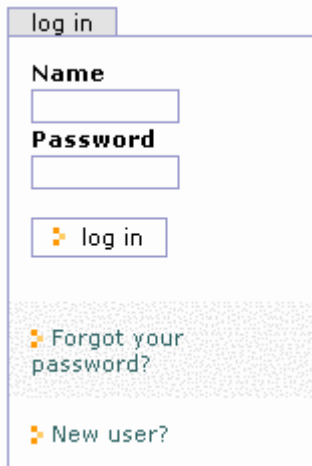 log in
Name
Password
log in
Forgot your
password?
New user?